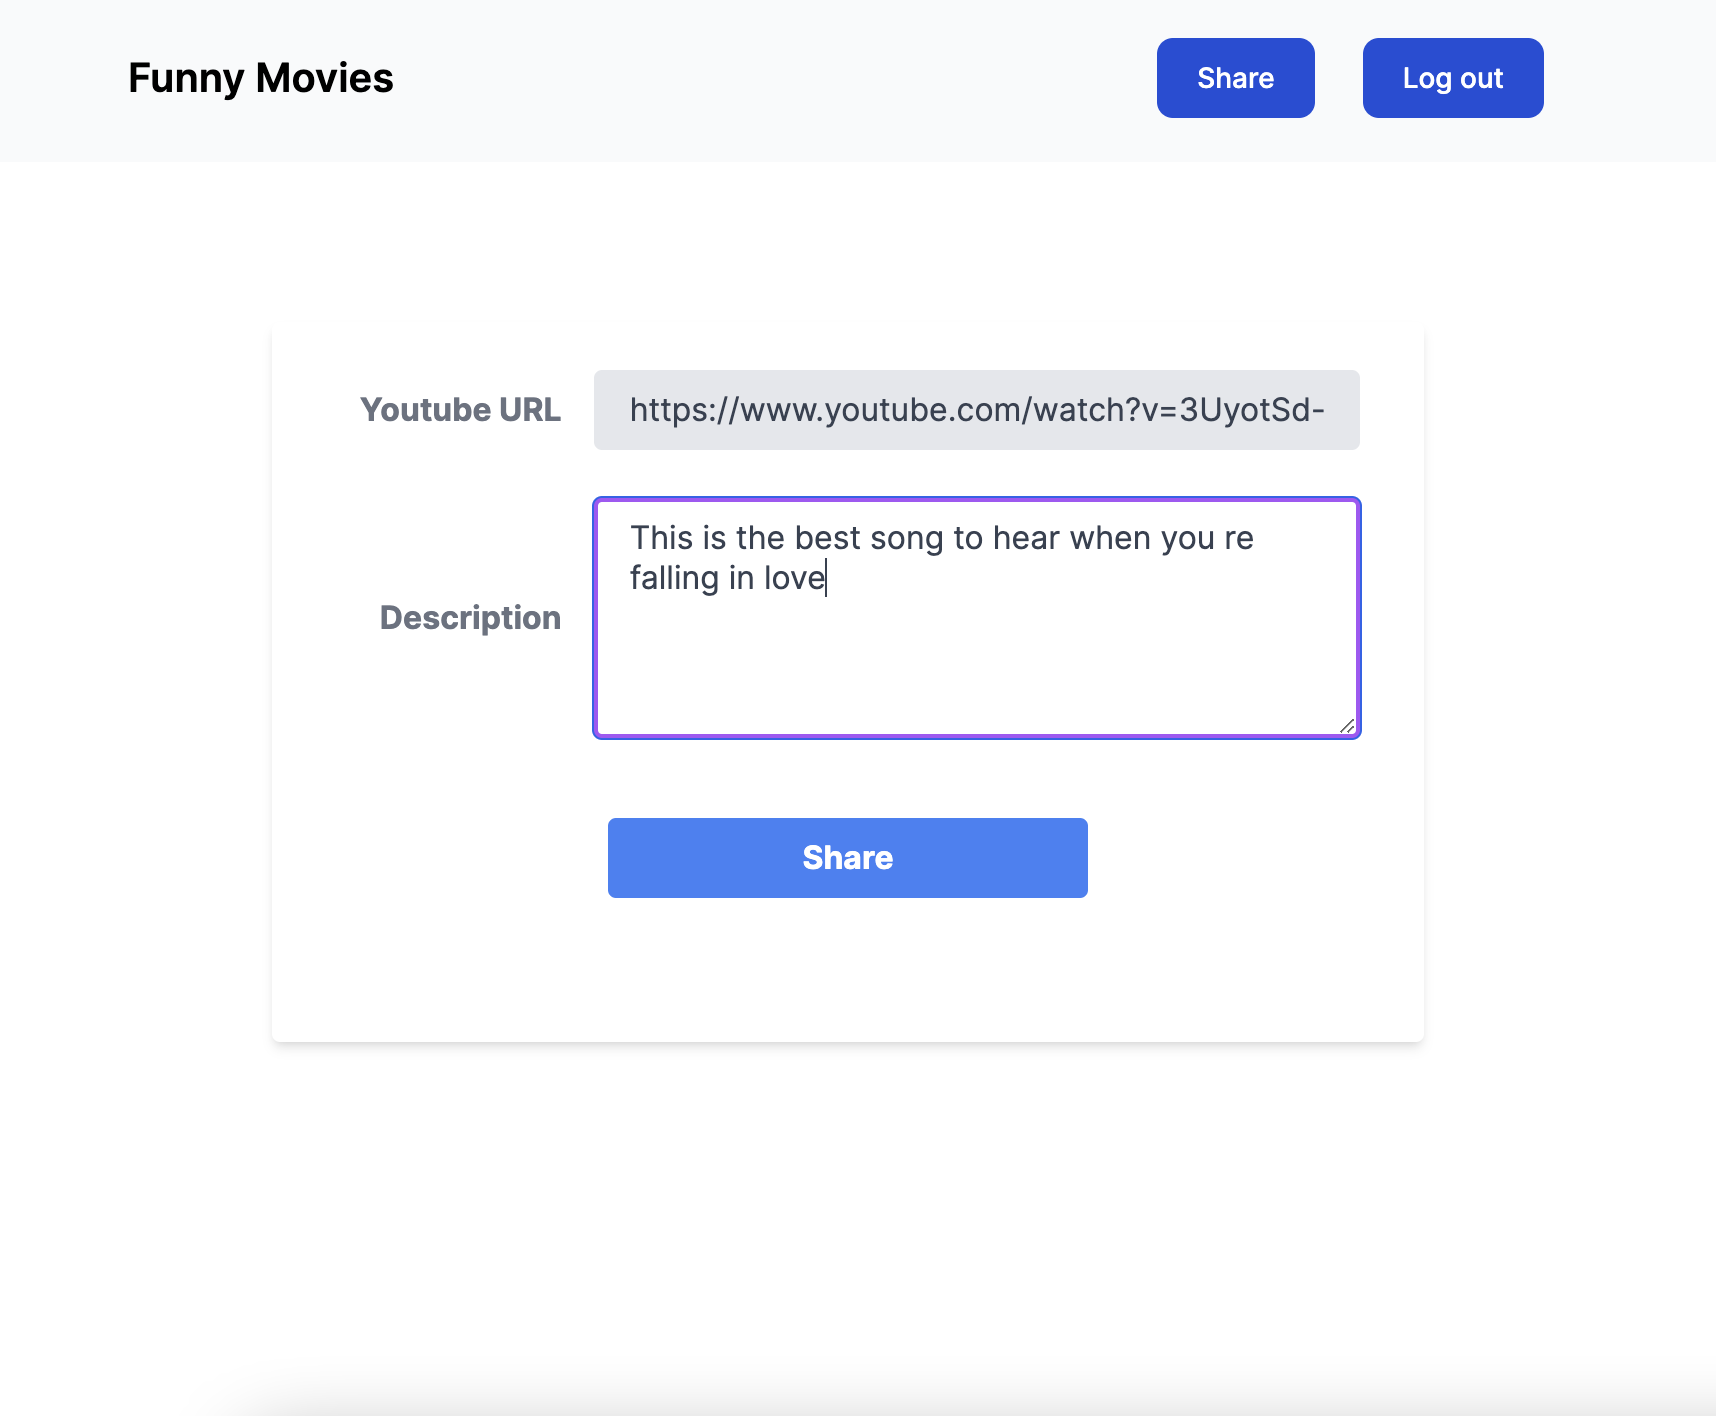 Funny Movies
Share
Log out
Youtube URL
https://www.youtube.com/watch?v=3UyotSd-
Description
This is the best song to hear when you re
falling in love
Share